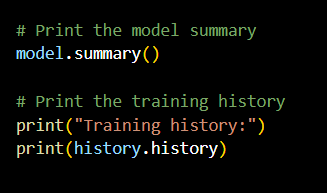 # Print the model summary
model.summary()
# Print the training history
print("Training history:")
print(history.history)